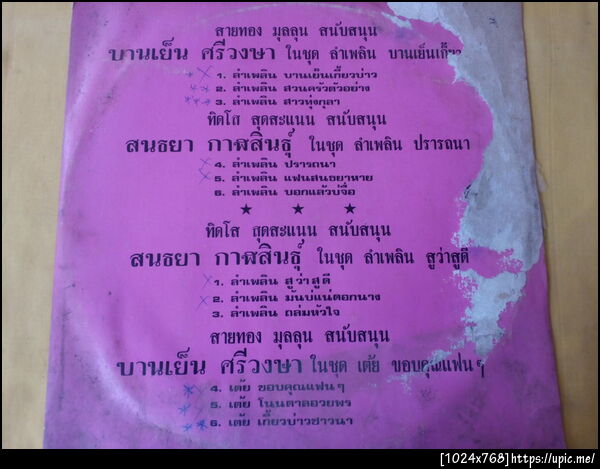 สายทอง มุลลุน สนับสนุน
บานเย็น ศรีวงษา ในชุด ลำเพลิน บานเย็นเกี้ยว
1. ลำเพลิน บานเย็นเกี้ยวบ่าว
2. ลำเพลิน สวนครัวตัวอย่าง
3. ลำเพลิน สาวทุ่งกุลา
ทิดโส สุดสะแนน สนับสนุน
สนธยา กาฬสินธุ์ ในชุด ลำเพลิน ปรารถนา
4. ลำเพลิน ปรารถนา
5. ลำเพลิน แฟนสนธยาหาย
6. ลำเพลิน บอกแล้วบ่จื่อ
★ ★ ★
ทิดโส สุดสะแนน สนับสนุน
สนธยา กาฬสินธุ์ ในชุด ลำเพลิน สูว่าสูดี
1. ลำเพลิน สูว่าสูดี
2. ลำเพลิน มันบ่แน่ดอกนาง
3. ลำเพลิน ถล่มหัวใจ
สายทอง มุลลุน สนับสนุน
บานเย็น ศรีวงษา ในชุด เต้ย ขอบคุณแฟนๆ
4. เต้ย ขอบคุณแฟนๆ
5. เต้ย โนนตาลอวยพร
6. เต้ย เกี้ยวบ่าวชาวนา
[1024x768]https://upic.me/